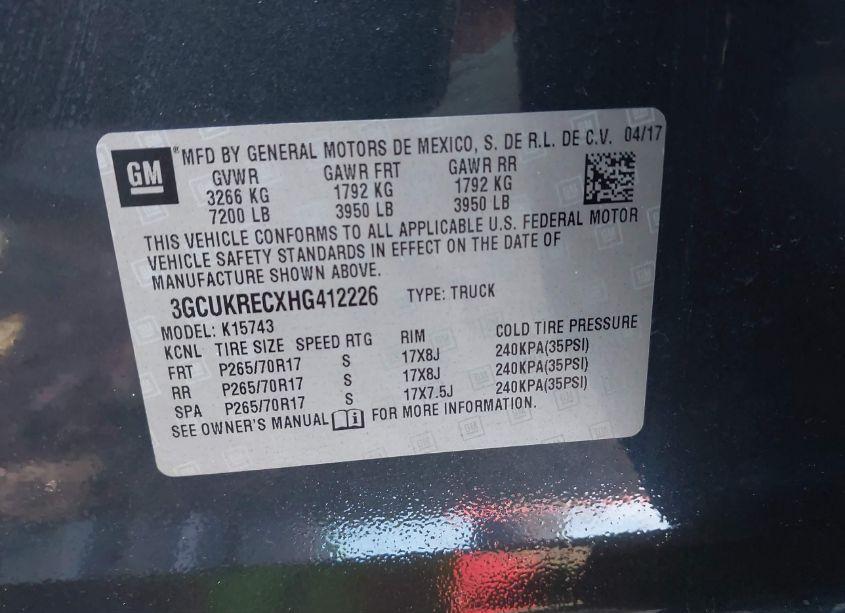 GM ® MFD BY GENERAL MOTORS DE MEXICO, S. DE R.L. DE C.V. 04/17
GVWR GAWR FRT GAWR RR
3266 KG 1792 KG 1792 KG
7200 LB 3950 LB 3950 LB
THIS VEHICLE CONFORMS TO ALL APPLICABLE U.S. FEDERAL MOTOR
VEHICLE SAFETY STANDARDS IN EFFECT ON THE DATE OF
MANUFACTURE SHOWN ABOVE.
3GCUKRECXHG412226 TYPE: TRUCK
MODEL: K15743
KCNL TIRE SIZE SPEED RTG RIM COLD TIRE PRESSURE
FRT P265/70R17 S 17X8J 240KPA(35PSI)
RR P265/70R17 S 17X8J 240KPA(35PSI)
SPA P265/70R17 S 17X7.5J 240KPA(35PSI)
SEE OWNER'S MANUAL i FOR MORE INFORMATION.